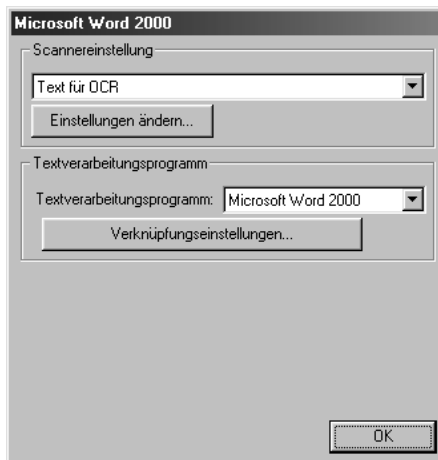 Microsoft Word 2000
Scannereinstellung
Text für OCR
Einstellungen ändern...
Textverarbeitungsprogramm
Textverarbeitungsprogramm: Microsoft Word 2000
Verknüpfungseinstellungen...
OK